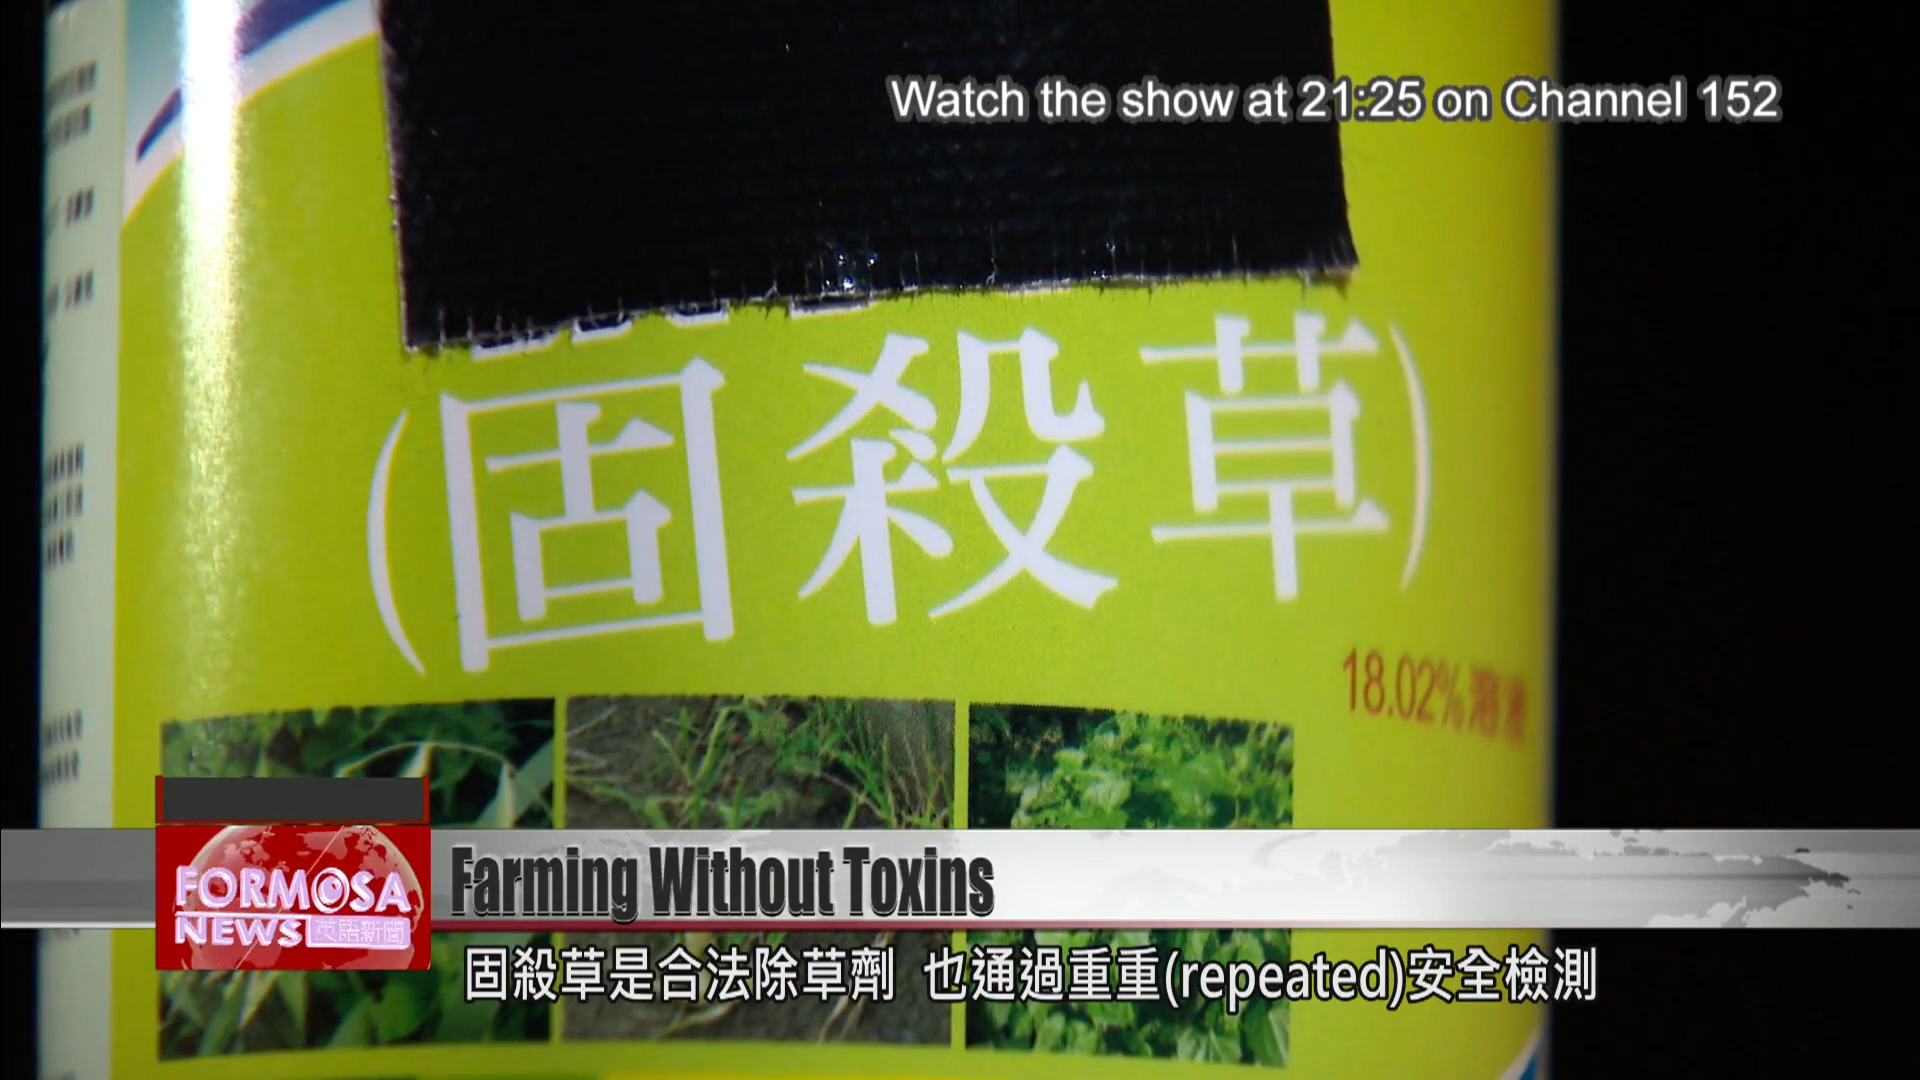 Watch the show at 21:25 on Channel 152
(固殺草)
18.02%溶液
Farming Without Toxins
FORMOSA
NEWS 英語新聞
固殺草是合法除草劑 也通過重重(repeated)安全檢測